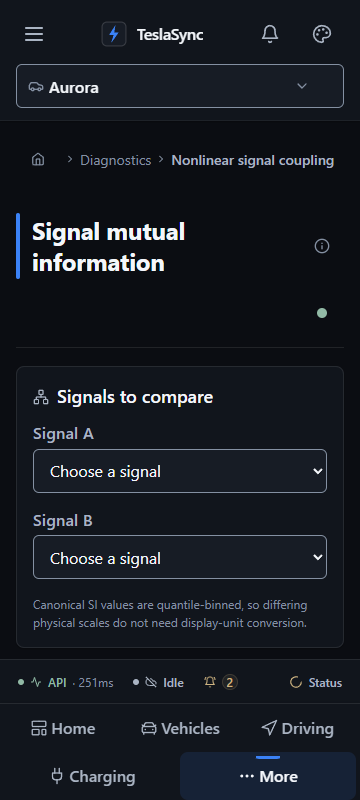 TeslaSync
Aurora
Diagnostics
Nonlinear signal coupling
Signal mutual
information
Signals to compare
Signal A
Choose a signal
Signal B
Choose a signal
Canonical SI values are quantile-binned, so differing
physical scales do not need display-unit conversion.
API · 251ms
Idle
2
Status
Home
Vehicles
Driving
Charging
More